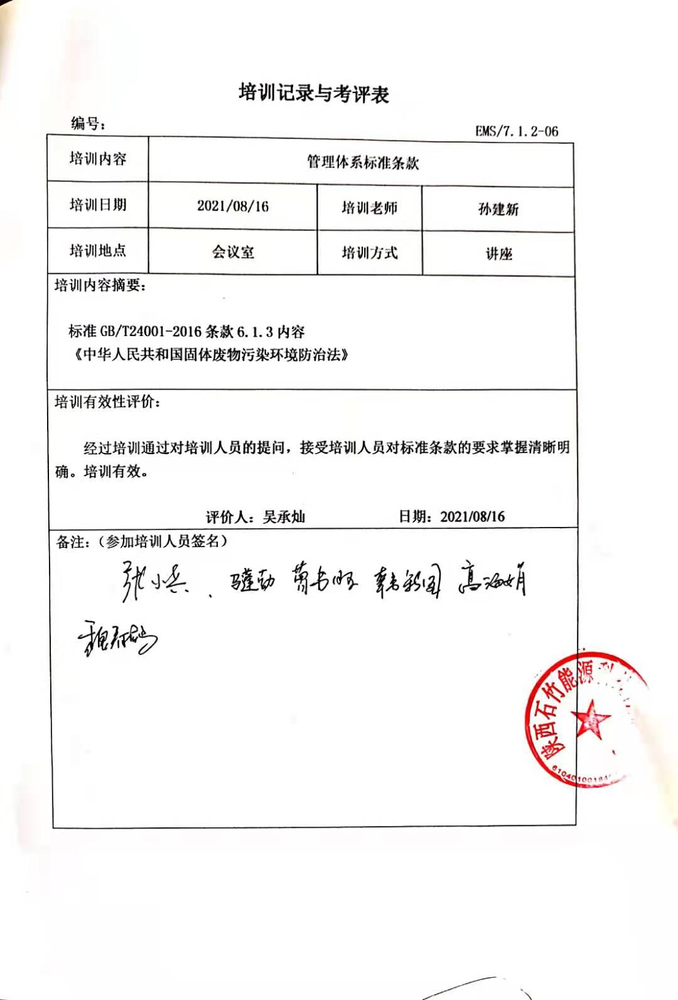 培训记录与考评表
编号：
EMS/7.1.2-06
培训内容 管理体系标准条款
培训日期 2021/08/16 培训老师 孙建新
培训地点 会议室 培训方式 讲座
培训内容摘要：
标准 GB/T24001-2016 条款 6.1.3 内容
《中华人民共和国固体废物污染环境防治法》
培训有效性评价：
经过培训通过对培训人员的提问，接受培训人员对标准条款的要求掌握清晰明
确。培训有效。
评价人：吴承灿 日期：2021/08/16
备注：（参加培训人员签名）
张小兵、 高海娟
陕西石竹能源科
610401001